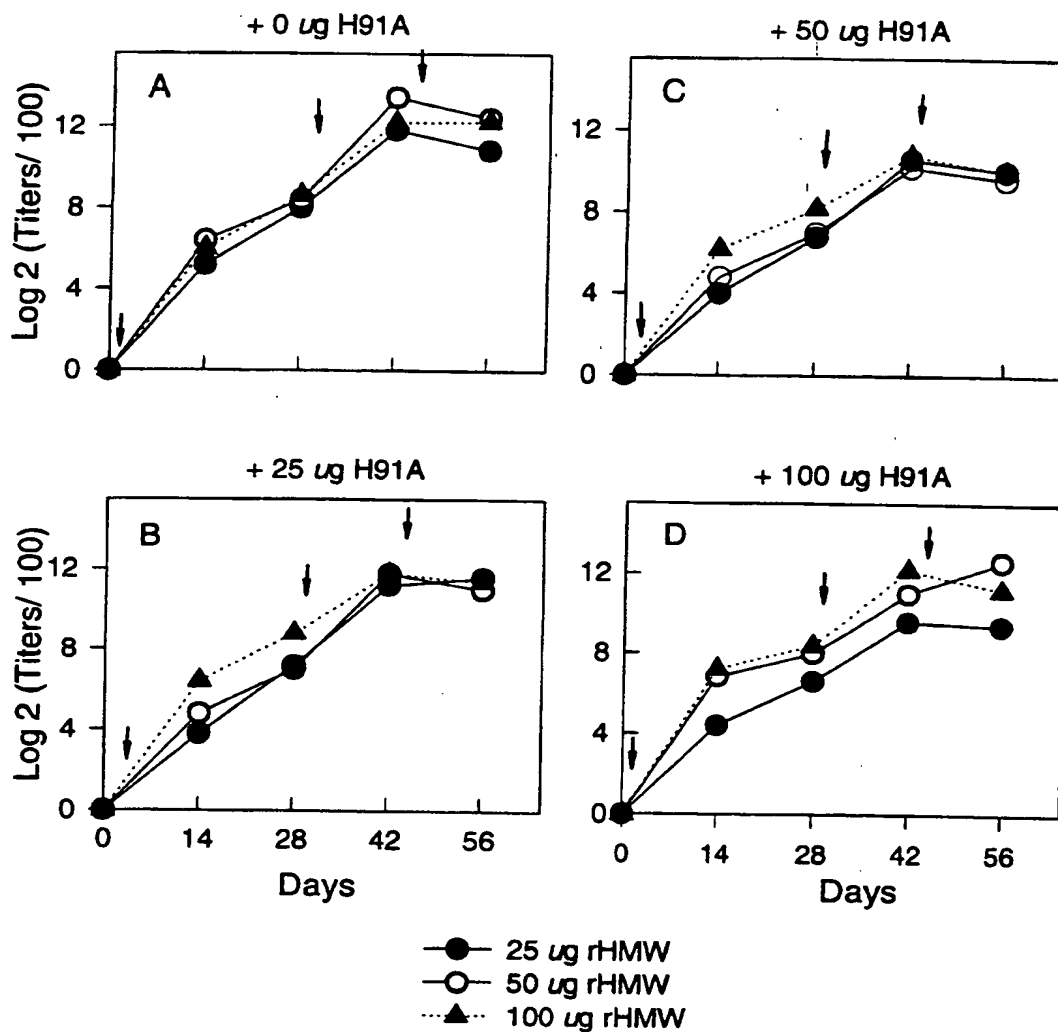 + 0 ug H91A
A
12
8
4
0
Log 2 (Titers/ 100)
+ 50 ug H91A
C
12
8
4
0
+ 25 ug H91A
B
12
8
4
0
Log 2 (Titers/ 100)
0 14 28 42 56
Days
+ 100 ug H91A
D
12
8
4
0
0 14 28 42 56
Days
25 ug rHMW
50 ug rHMW
100 ug rHMW